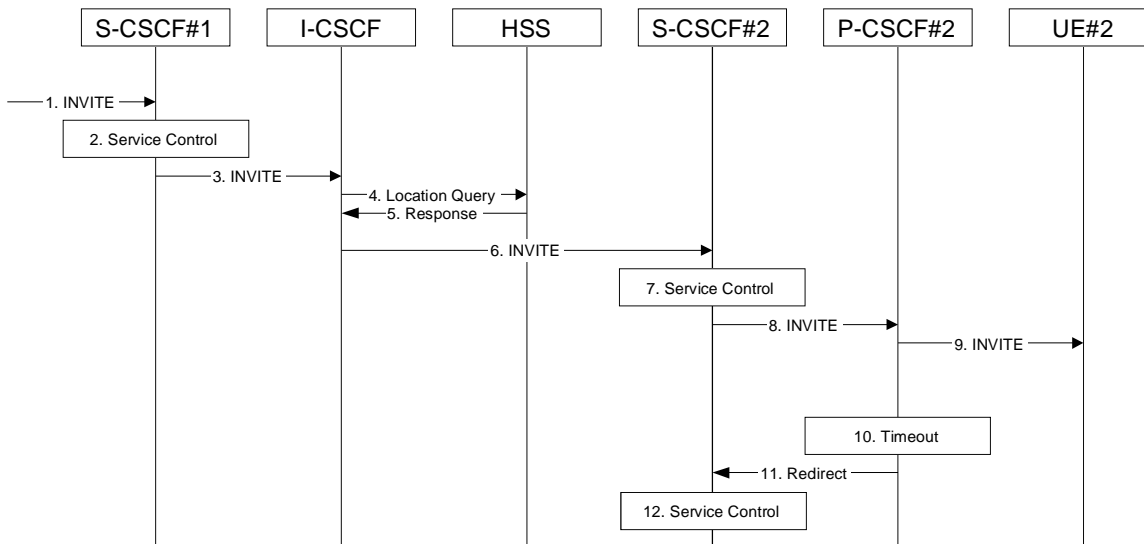 S-CSCF#1
I-CSCF
HSS
S-CSCF#2
P-CSCF#2
UE#2
1. INVITE
2. Service Control
3. INVITE
4. Location Query
5. Response
6. INVITE
7. Service Control
8. INVITE
9. INVITE
10. Timeout
11. Redirect
12. Service Control